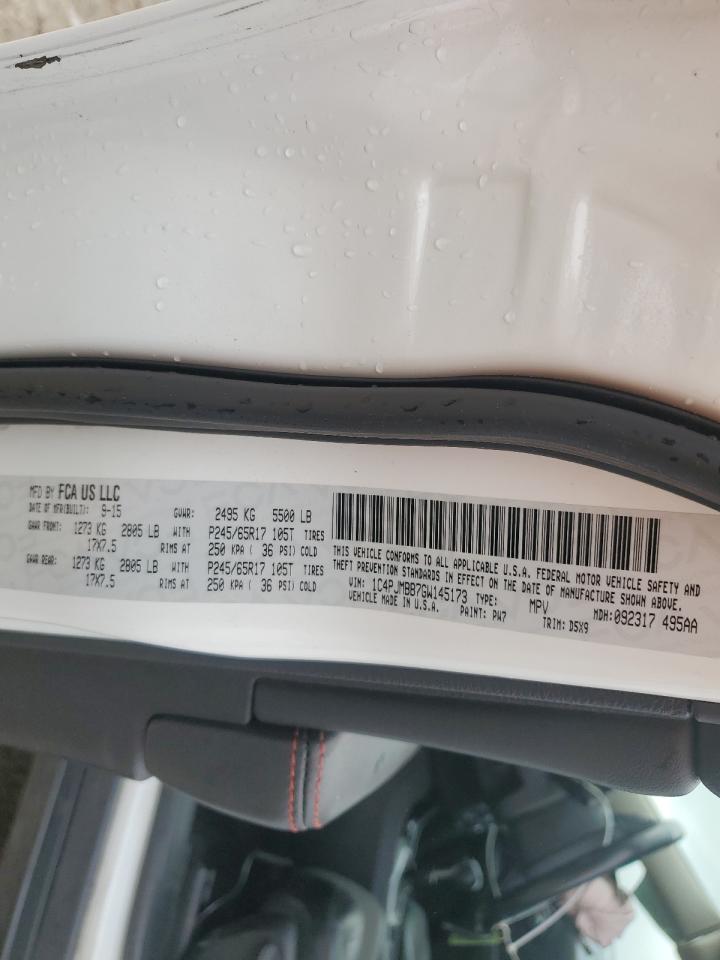 MFD BY FCA US LLC
DATE OF MFR(BUILT): 9-15 GVWR: 2495 KG 5500 LB
GAWR FRONT: 1273 KG 2805 LB WITH P245/65R17 105T TIRES
17X7.5 RIMS AT 250 KPA ( 36 PSI) COLD
GAWR REAR: 1273 KG 2805 LB WITH P245/65R17 105T TIRES
17X7.5 RIMS AT 250 KPA ( 36 PSI) COLD
THIS VEHICLE CONFORMS TO ALL APPLICABLE U.S.A. FEDERAL MOTOR VEHICLE SAFETY AND
THEFT PREVENTION STANDARDS IN EFFECT ON THE DATE OF MANUFACTURE SHOWN ABOVE.
VIN: 1C4PJMBB7GW145173 TYPE: MPV MDH:092317 495AA
VEHICLE MADE IN U.S.A. PAINT: PW7 TRIM: D5X9